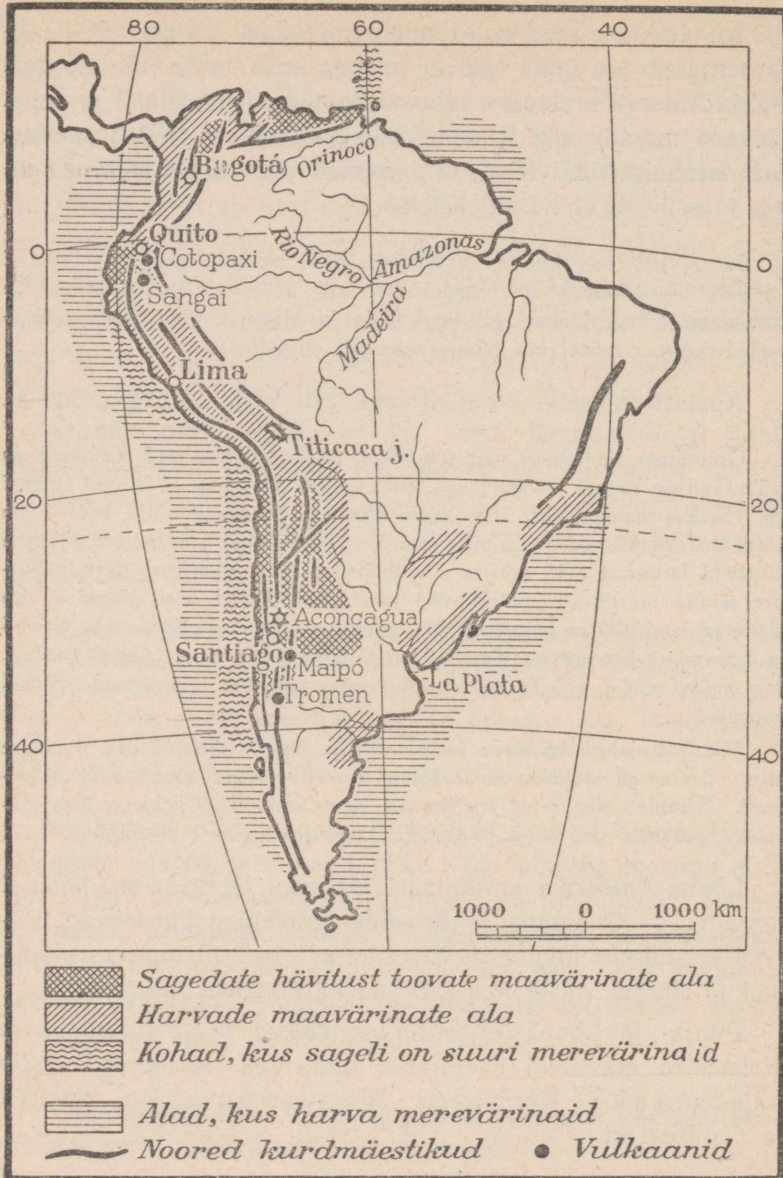 80 60 40
Orinoco
Bogotá
Quito
Rio Negro
Amazonas
0 0
Cotopaxi
Sangai
Madeira
Lima
Titicaca j.
20 20
Aconcagua
Santiago
Maipó
La Plata
Tromen
40 40
1000 0 1000 km
Sagedate hävitust toovate maavärinate ala
Harvade maavärinate ala
Kohad, kus sageli on suuri merevärinaid
Alad, kus harva merevärinaid
Noored kurdmäestikud Vulkaanid